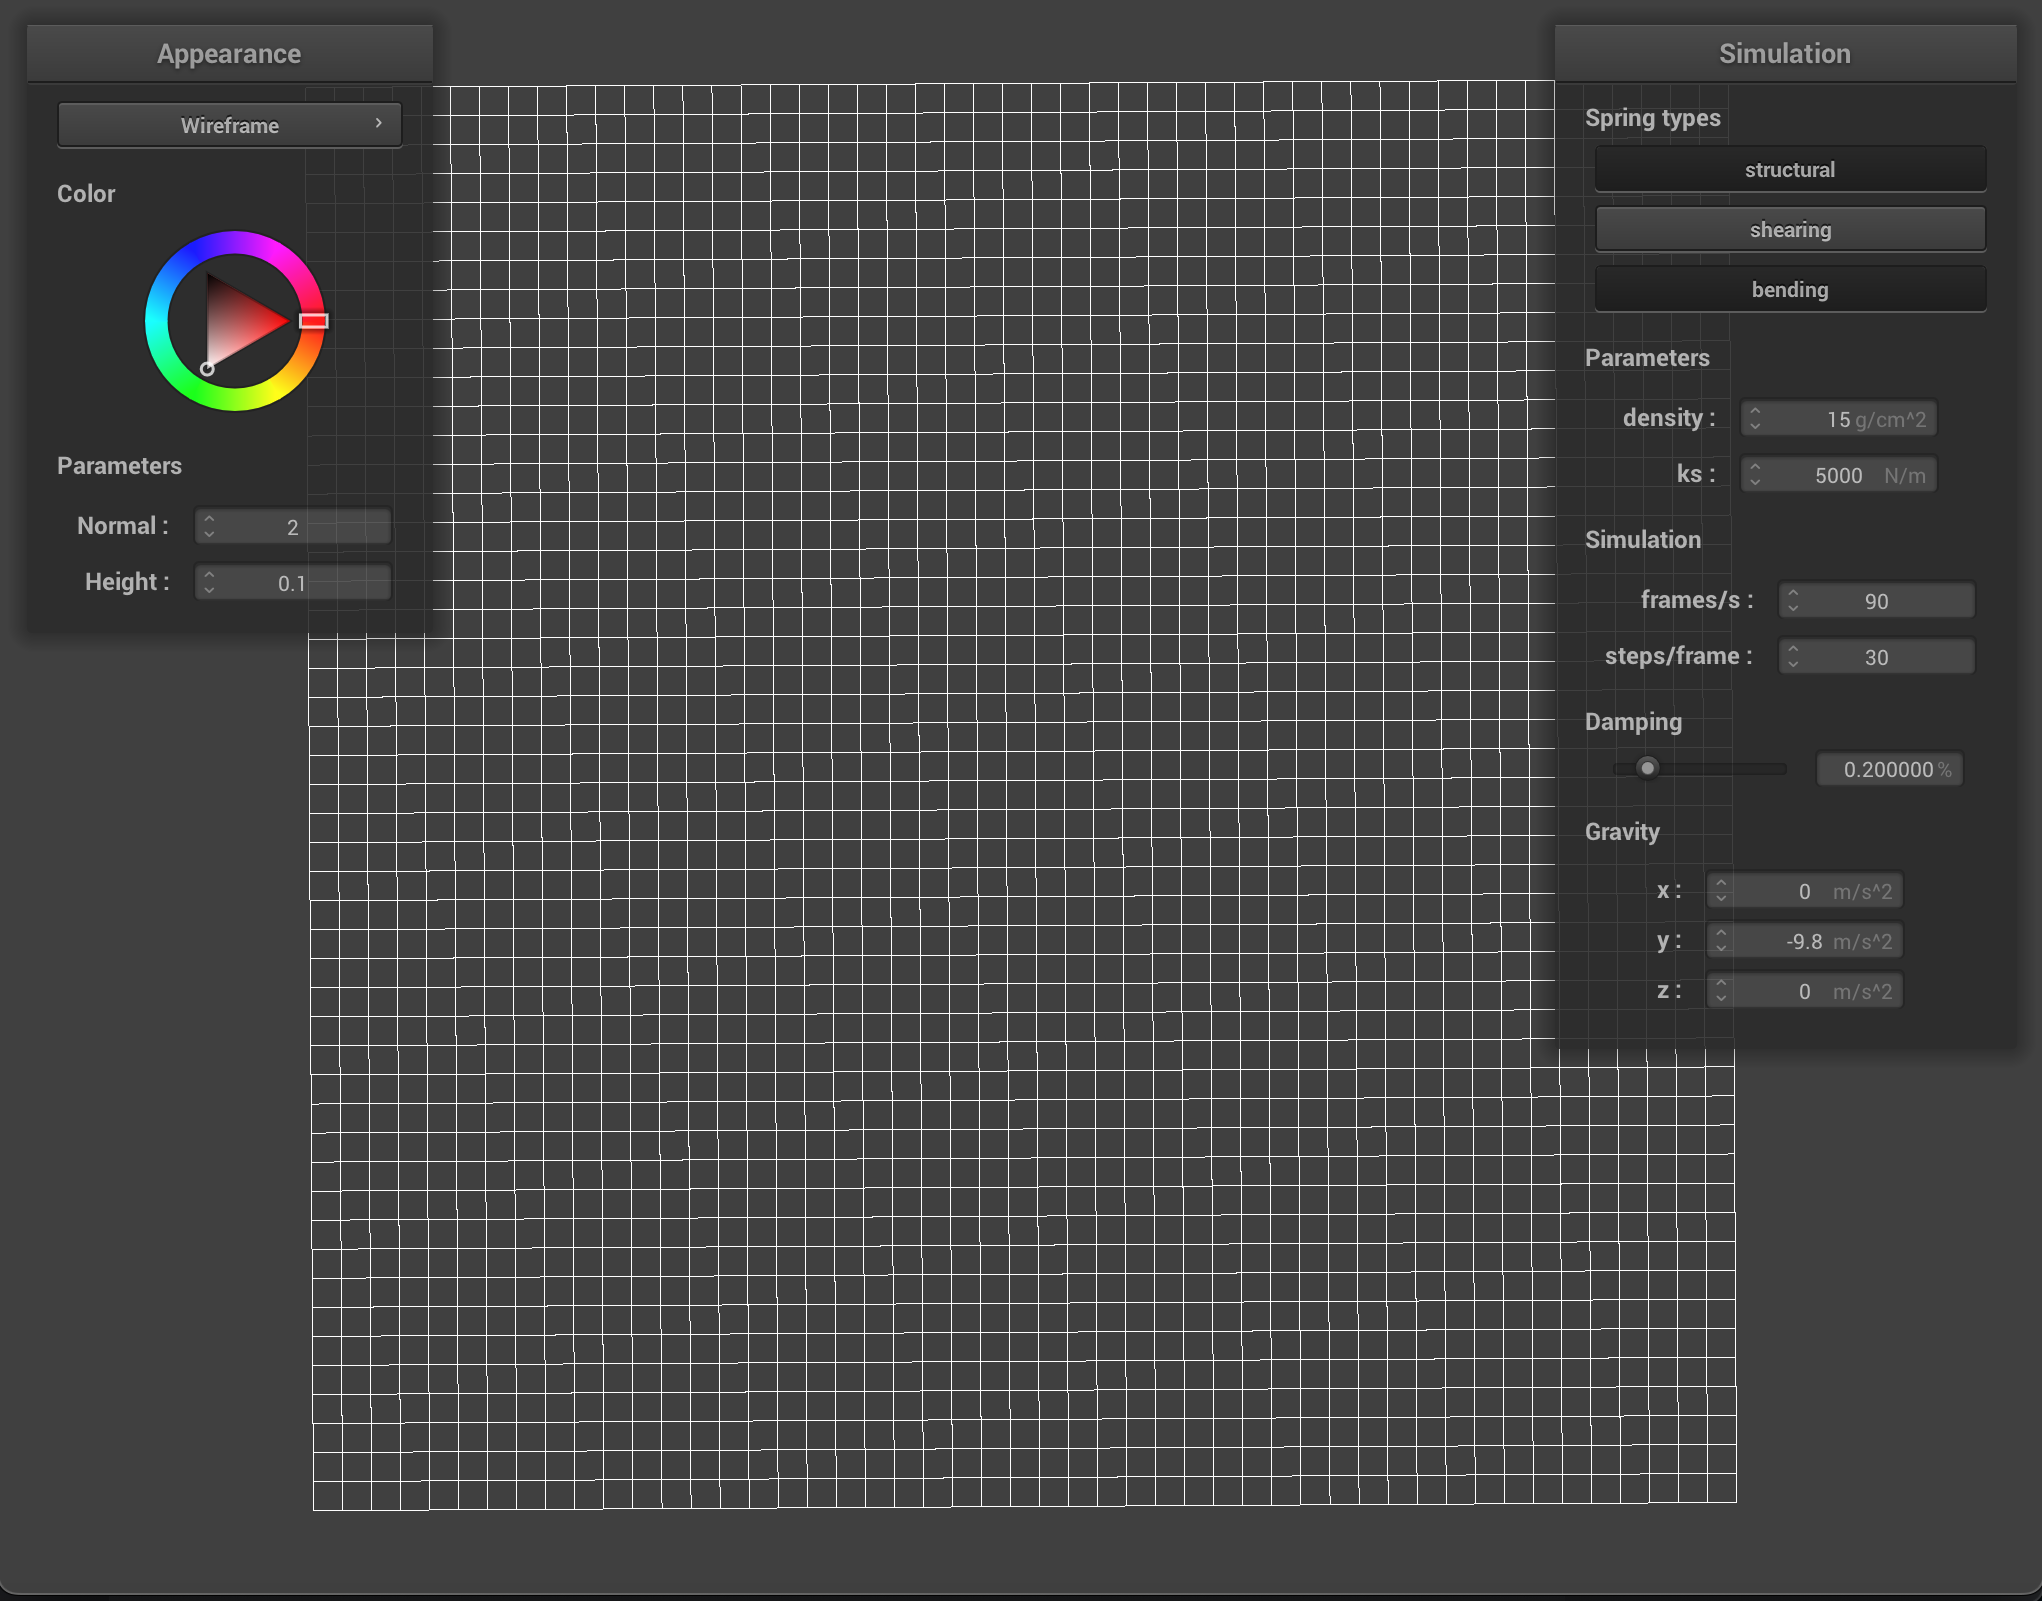 Appearance
Wireframe
Color
Parameters
Normal : 2
Height : 0.1
Simulation
Spring types
structural
shearing
bending
Parameters
density : 15 g/cm^2
ks : 5000 N/m
Simulation
frames/s : 90
steps/frame : 30
Damping
0.200000 %
Gravity
x : 0 m/s^2
y : -9.8 m/s^2
z : 0 m/s^2